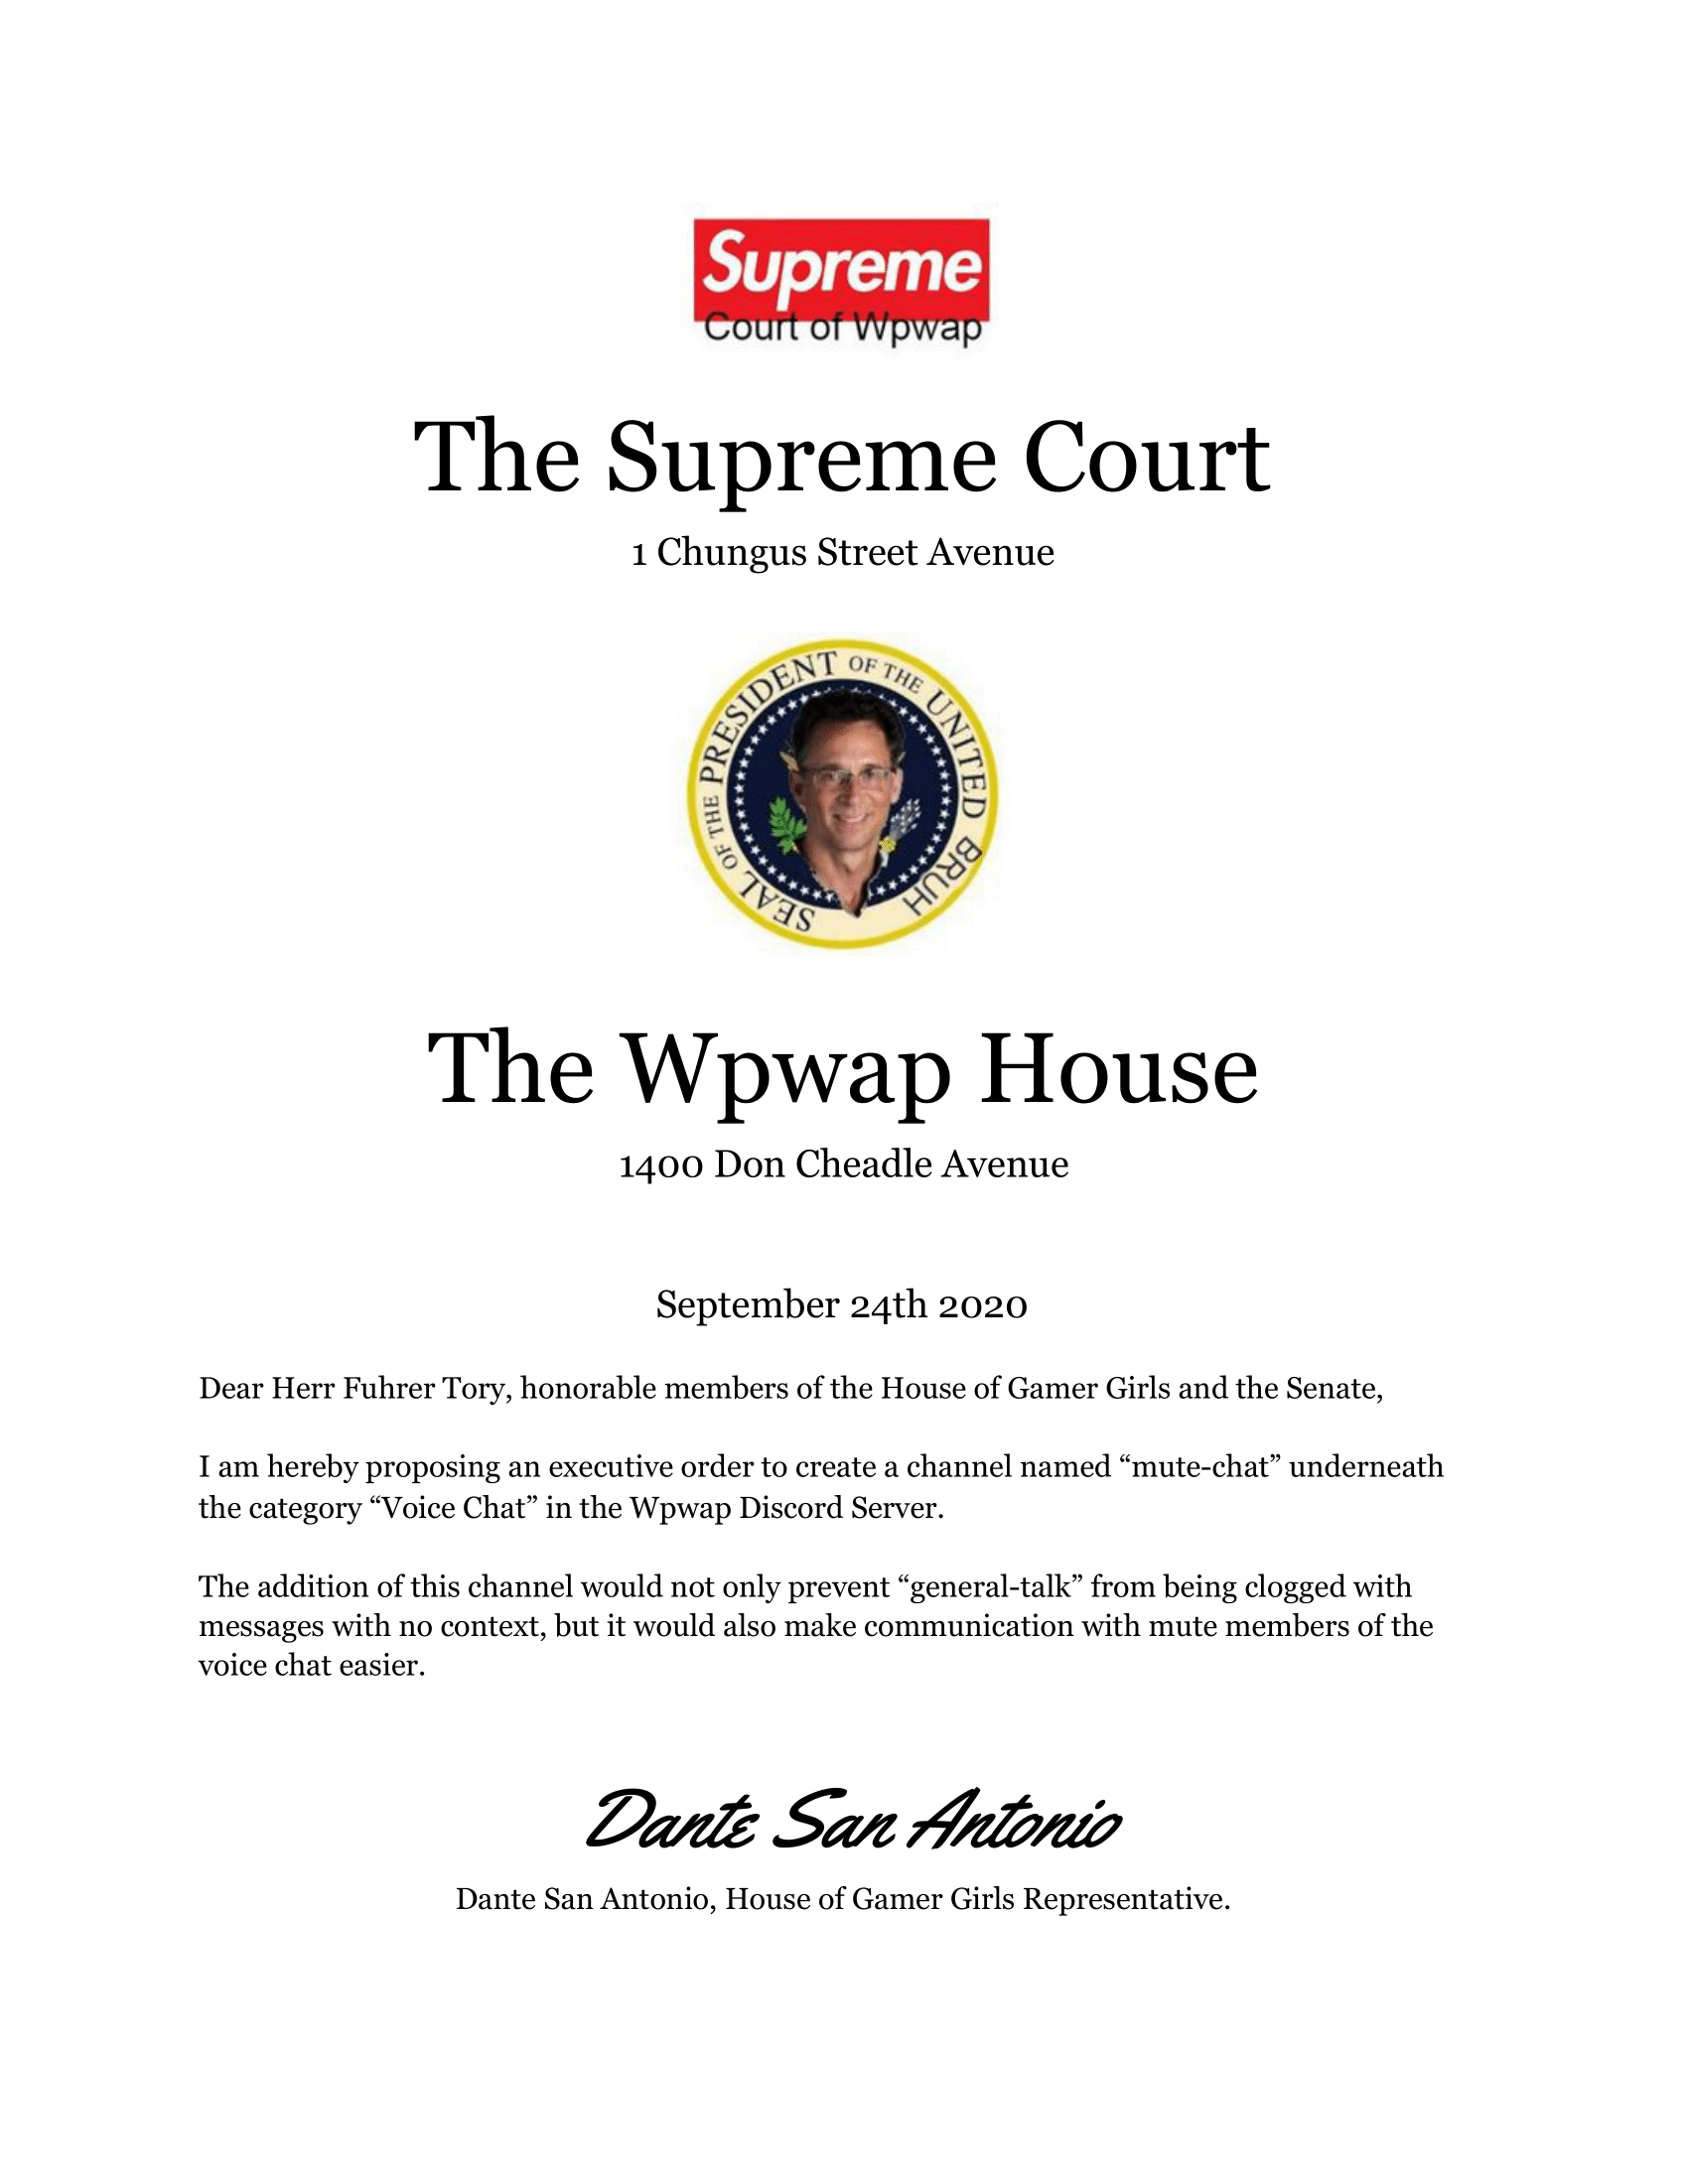 Supreme
Court of Wpwap
The Supreme Court
1 Chungus Street Avenue
SEAL OF THE PRESIDENT OF THE UNITED BRUH
The Wpwap House
1400 Don Cheadle Avenue
September 24th 2020
Dear Herr Fuhrer Tory, honorable members of the House of Gamer Girls and the Senate,
I am hereby proposing an executive order to create a channel named “mute-chat” underneath
the category “Voice Chat” in the Wpwap Discord Server.
The addition of this channel would not only prevent “general-talk” from being clogged with
messages with no context, but it would also make communication with mute members of the
voice chat easier.
Dante San Antonio
Dante San Antonio, House of Gamer Girls Representative.